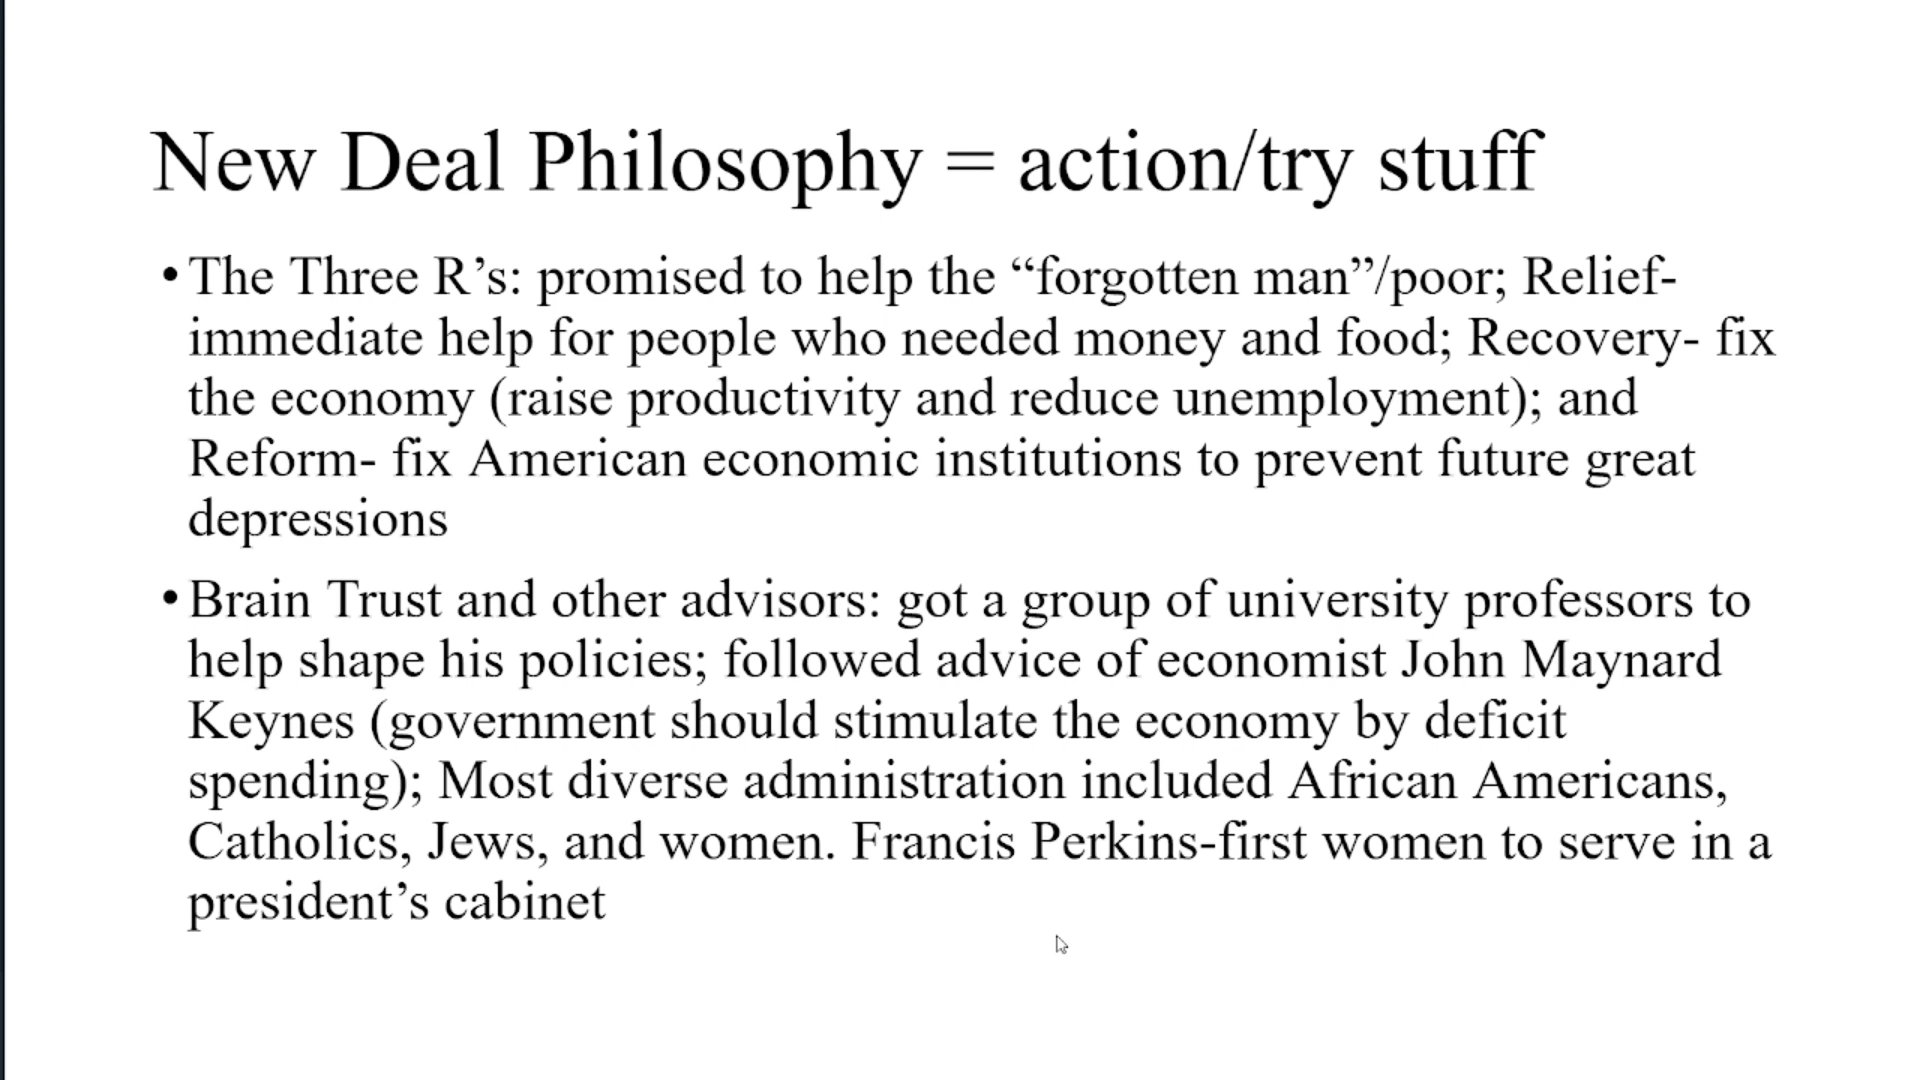 New Deal Philosophy = action/try stuff
•The Three R’s: promised to help the “forgotten man”/poor; Relief-
immediate help for people who needed money and food; Recovery- fix
the economy (raise productivity and reduce unemployment); and
Reform- fix American economic institutions to prevent future great
depressions
•Brain Trust and other advisors: got a group of university professors to
help shape his policies; followed advice of economist John Maynard
Keynes (government should stimulate the economy by deficit
spending); Most diverse administration included African Americans,
Catholics, Jews, and women. Francis Perkins-first women to serve in a
president’s cabinet